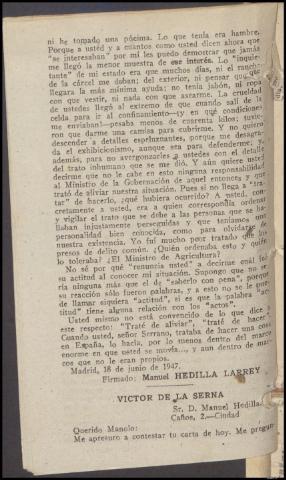 ni he tomado una pócima. Lo que tenía era hambre.
Porque a usted y a cuantos como usted dicen ahora que
"se interesaban" por mí les puedo demostrar que jamás
me llegó la menor muestra de ese interés. Lo "inquie-
tante" de mi estado era que muchos días, ni el rancho
de la cárcel me daban; del exterior, ni pensar que
llegara la más mínima ayuda: no tenía jabón, ni ropa
con que vestir, ni nada con que asearme. La crueldad
de ustedes llegó al extremo de que cuando salí de la
cárcel para ir al confinamiento—¡y en qué condiciones
me enviaban!—pesaba menos de cuarenta kilos; tuvie-
ron que darme una camisa para cubrirme. Y no quiero
descender a detalles espeluznantes, porque me desagra-
da el exhibicionismo, aunque sea para defenderme; y
además, para no avergonzarles a ustedes con el detalle
del trato inhumano que se me dió. Y aún quiere usted
decirme que no le cabe en esto ninguna responsabilidad
al Ministro de la Gobernación de aquel entonces y que
trató de aliviar nuestra situación. Pues si no llega a "tra-
tar" de hacerlo, ¿qué hubiera ocurrido? A usted, con-
cretamente a usted, era a quien correspondía ordenar
y vigilar el trato que se debe a las personas que se ha-
llaban injustamente perseguidas y que teníamos una
personalidad bien conocida, como para olvidarse de
nuestra existencia. Yo fuí mucho peor tratado que los
presos de delito común. ¿Quién ordenaba esto y quién
lo toleraba? ¿El Ministro de Agricultura?
No sé por qué "renuncia usted" a decirme cuál fué
su actitud al conocer mi situación. Supongo que no se-
ría ninguna más que el de "saberlo con pena", porque
su reacción sólo fueron palabras, y a esto no se le pue-
de llamar siquiera "actitud", si es que la palabra "ac-
titud" tiene alguna relación con los "actos".
Usted mismo no está convencido de lo que dice a
este respecto: "Traté de aliviar", "traté de hacer".
Cuando usted, señor Serrano, trataba de hacer una cosa
en España, lo hacía, por lo menos dentro del marco
enorme en que usted se movía..., y aun dentro de mar-
cos que no le eran propios.
Madrid, 18 de junio de 1947.
Firmado: Manuel HEDILLA LARREY
VICTOR DE LA SERNA
Sr. D. Manuel Hedilla.
Caños, 2.—Ciudad
Querido Manolo:
Me apresuro a contestar tu carta de hoy. Me